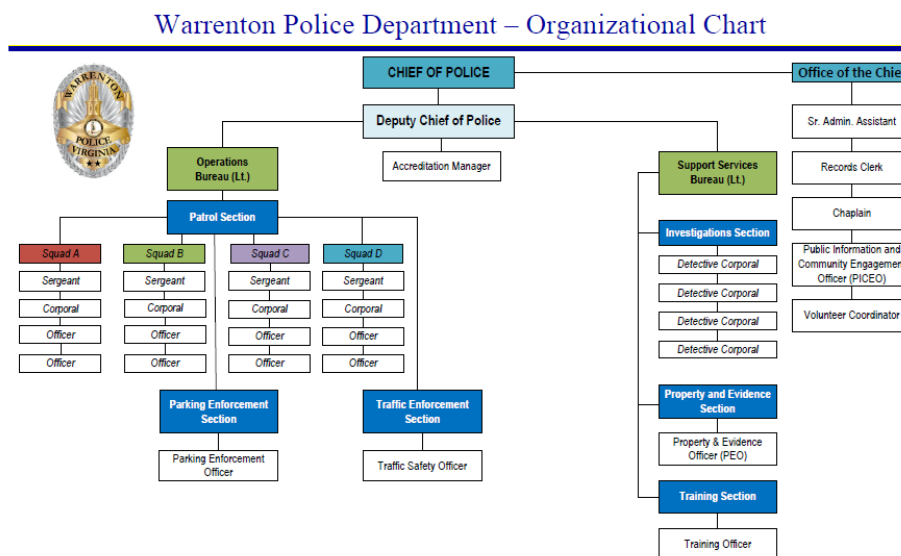 Warrenton Police Department – Organizational Chart
WARRENTON
POLICE
VIRGINIA
CHIEF OF POLICE
Office of the Chie
Deputy Chief of Police
Sr. Admin. Assistant
Operations
Bureau (Lt.)
Accreditation Manager
Support Services
Bureau (Lt.)
Records Clerk
Patrol Section
Chaplain
Investigations Section
Squad A
Squad B
Squad C
Squad D
Public Information and
Community Engagemen
Officer (PICEO)
Detective Corporal
Sergeant
Sergeant
Sergeant
Sergeant
Detective Corporal
Corporal
Corporal
Corporal
Corporal
Volunteer Coordinator
Detective Corporal
Officer
Officer
Officer
Officer
Detective Corporal
Officer
Officer
Officer
Officer
Parking Enforcement
Section
Traffic Enforcement
Section
Property and Evidence
Section
Parking Enforcement
Officer
Traffic Safety Officer
Property & Evidence
Officer (PEO)
Training Section
Training Officer